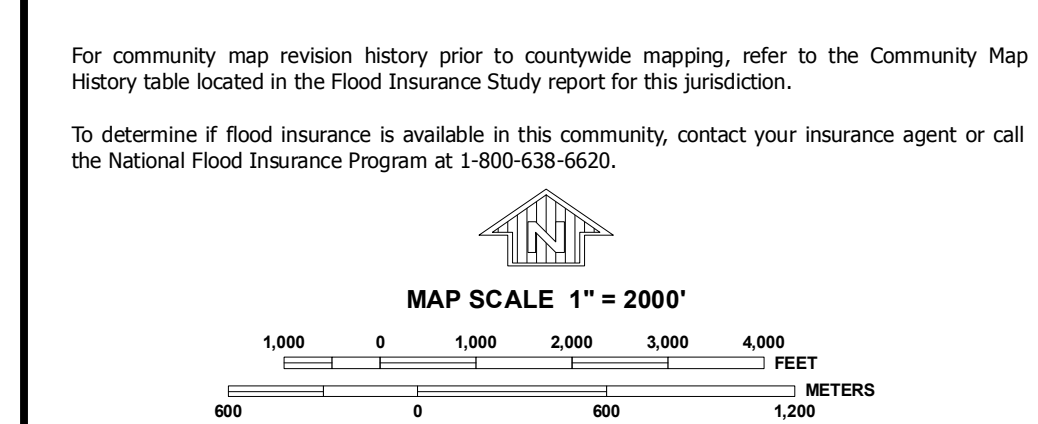 For community map revision history prior to countywide mapping, refer to the Community Map
History table located in the Flood Insurance Study report for this jurisdiction.
To determine if flood insurance is available in this community, contact your insurance agent or call
the National Flood Insurance Program at 1-800-638-6620.
N
MAP SCALE 1" = 2000'
1,000 0 1,000 2,000 3,000 4,000
FEET
METERS
600 0 600 1,200